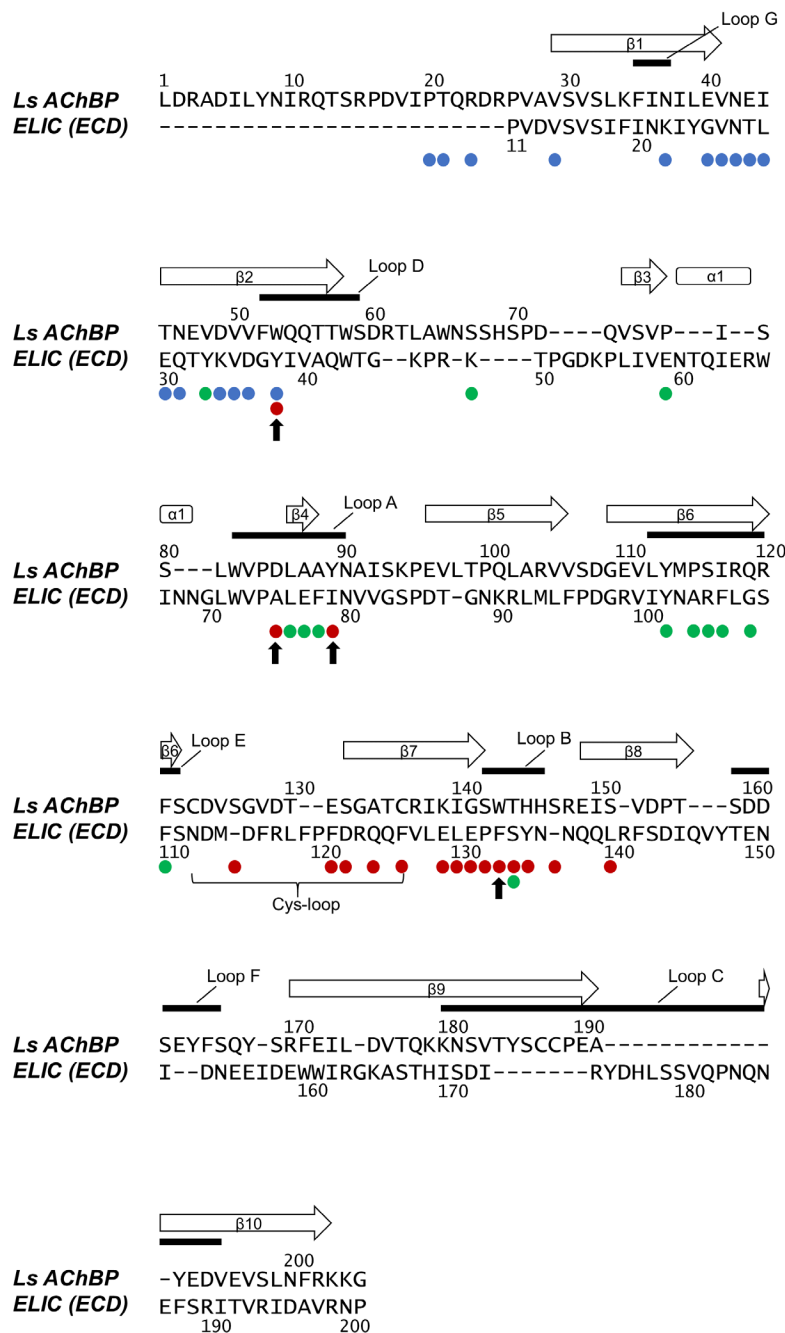 Loop G
β1
1 10 20 30 40
Ls AChBP LDRADILYNIRQTSRPDVIPTQRDRPVAVSVSLKFINILEVNEI
ELIC (ECD) -------------------------PVDVSVSIFINKIYGVNTL
11 20
β2 Loop D β3 α1
50 60 70
Ls AChBP TNEVDVVFWQQTTWSDRTLAWNSSHSPD----QVSVP---I--S
ELIC (ECD) EQTYKVDGYIVAQWTG--KPR-K----TPGDKPLIVENTQIERW
30 40 50 60
α1 β4 Loop A β5 β6
80 90 100 110 120
Ls AChBP S---LWVPDLAAYNAISKPEVLTPQLARVVSDGEVLYMPSIRQR
ELIC (ECD) INNGLWVPALEFINVVGSPDT-GNKRLMLFPDGRVIYNARFLGS
70 80 90 100
β6 Loop E β7 Loop B β8
130 140 150 160
Ls AChBP FSCDVSGVDT--ESGATCRIKIGSWTHHSREIS-VDPT---SDD
ELIC (ECD) FSNDM-DFRLFPFDRQQFVLELEPFSYN-NQQLRFSDIQVYTEN
110 120 130 140 150
Cys-loop
Loop F β9 Loop C
170 180 190
Ls AChBP SEYFSQY-SRFEIL-DVTQKKNSVTYSCCPEA------------
ELIC (ECD) I--DNEEIDEWWIRGKASTHISDI-------RYDHLSSVQPNQN
160 170 180
β10
200
Ls AChBP -YEDVEVSLNFRKKG
ELIC (ECD) EFSRITVRIDAVRNP
190 200